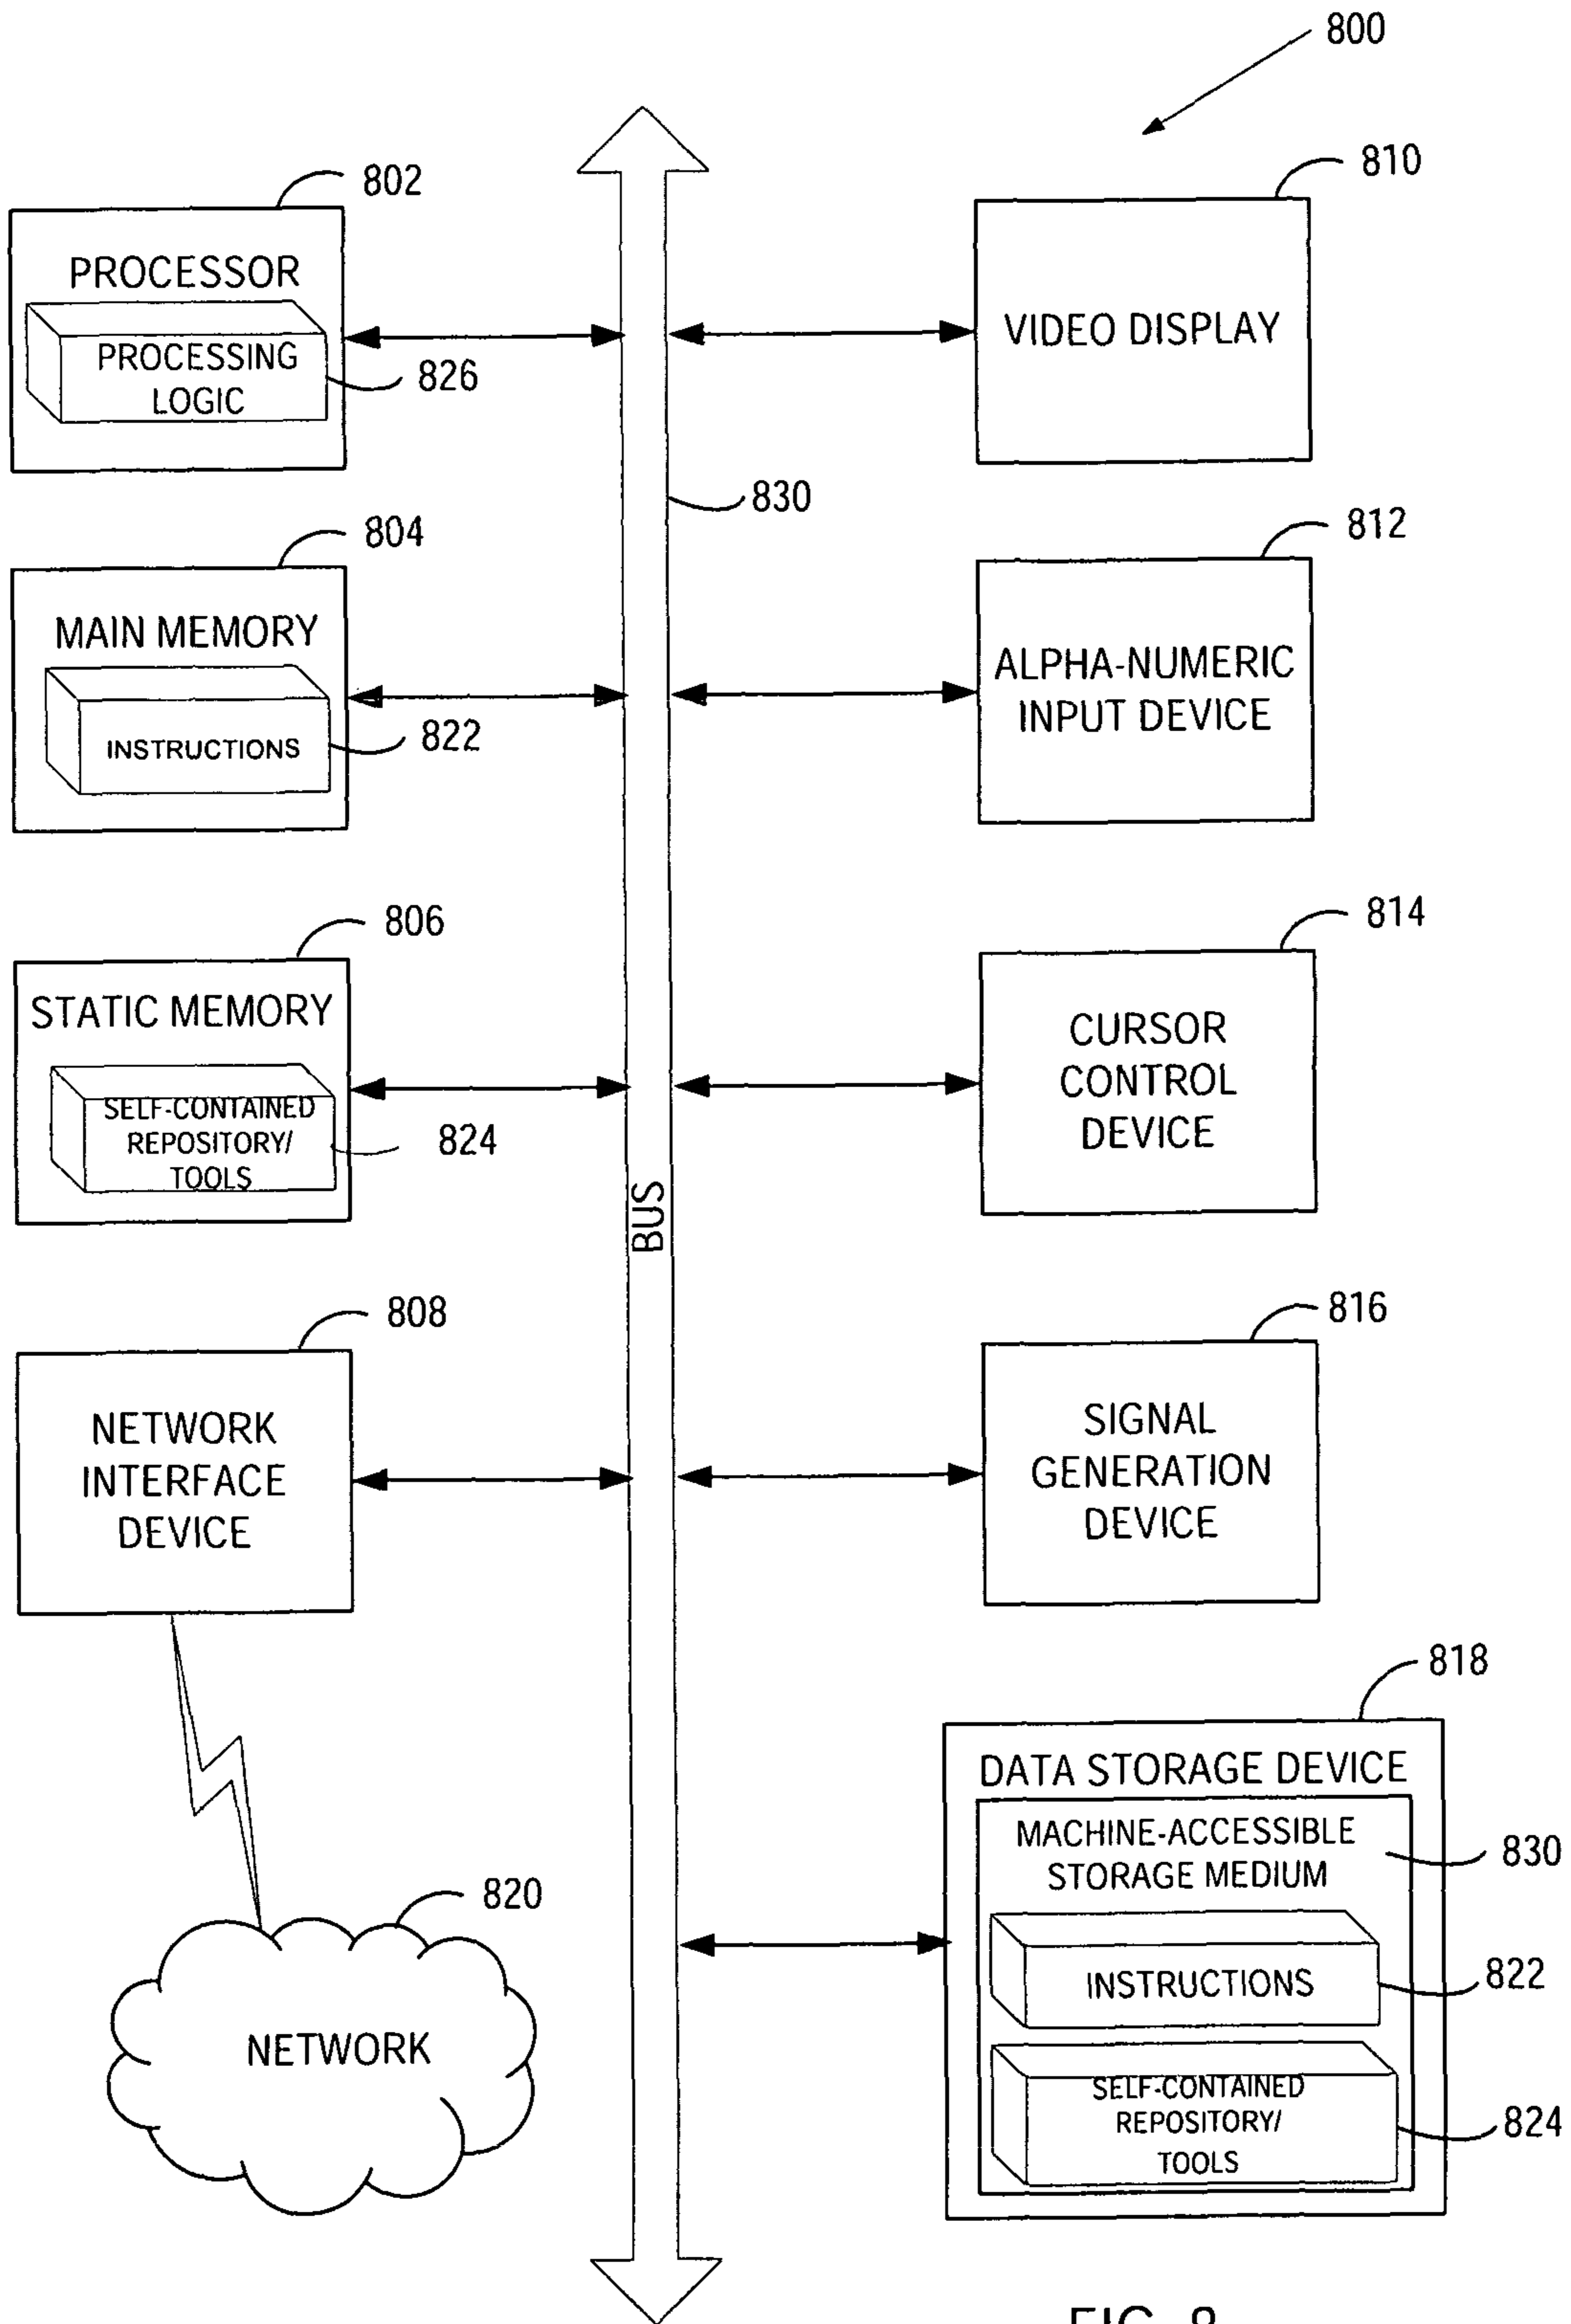 800
802
PROCESSOR
PROCESSING
LOGIC
826
810
VIDEO DISPLAY
830
804
MAIN MEMORY
INSTRUCTIONS
822
812
ALPHA-NUMERIC
INPUT DEVICE
806
STATIC MEMORY
SELF-CONTAINED
REPOSITORY/
TOOLS
824
814
CURSOR
CONTROL
DEVICE
BUS
808
NETWORK
INTERFACE
DEVICE
816
SIGNAL
GENERATION
DEVICE
818
DATA STORAGE DEVICE
MACHINE-ACCESSIBLE
STORAGE MEDIUM
830
INSTRUCTIONS
822
SELF-CONTAINED
REPOSITORY/
TOOLS
824
820
NETWORK
FIG. 8